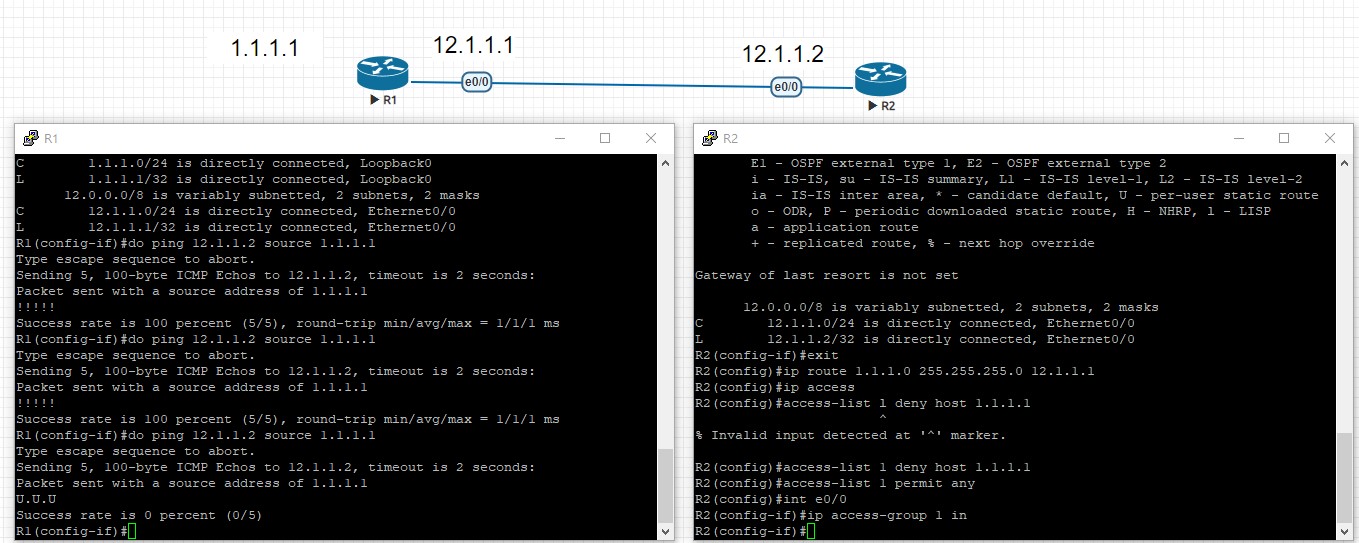 1.1.1.1
12.1.1.1
12.1.1.2
e0/0
e0/0
R1
R2
R1
C        1.1.1.0/24 is directly connected, Loopback0
L        1.1.1.1/32 is directly connected, Loopback0
      12.0.0.0/8 is variably subnetted, 2 subnets, 2 masks
C        12.1.1.0/24 is directly connected, Ethernet0/0
L        12.1.1.1/32 is directly connected, Ethernet0/0
R1(config-if)#do ping 12.1.1.2 source 1.1.1.1
Type escape sequence to abort.
Sending 5, 100-byte ICMP Echos to 12.1.1.2, timeout is 2 seconds:
Packet sent with a source address of 1.1.1.1
!!!!!
Success rate is 100 percent (5/5), round-trip min/avg/max = 1/1/1 ms
R1(config-if)#do ping 12.1.1.2 source 1.1.1.1
Type escape sequence to abort.
Sending 5, 100-byte ICMP Echos to 12.1.1.2, timeout is 2 seconds:
Packet sent with a source address of 1.1.1.1
!!!!!
Success rate is 100 percent (5/5), round-trip min/avg/max = 1/1/1 ms
R1(config-if)#do ping 12.1.1.2 source 1.1.1.1
Type escape sequence to abort.
Sending 5, 100-byte ICMP Echos to 12.1.1.2, timeout is 2 seconds:
Packet sent with a source address of 1.1.1.1
U.U.U
Success rate is 0 percent (0/5)
R1(config-if)#
R2
E1 - OSPF external type 1, E2 - OSPF external type 2
i - IS-IS, su - IS-IS summary, L1 - IS-IS level-1, L2 - IS-IS level-2
ia - IS-IS inter area, * - candidate default, U - per-user static route
o - ODR, P - periodic downloaded static route, H - NHRP, l - LISP
a - application route
+ - replicated route, % - next hop override
Gateway of last resort is not set
      12.0.0.0/8 is variably subnetted, 2 subnets, 2 masks
C        12.1.1.0/24 is directly connected, Ethernet0/0
L        12.1.1.2/32 is directly connected, Ethernet0/0
R2(config-if)#exit
R2(config)#ip route 1.1.1.0 255.255.255.0 12.1.1.1
R2(config)#ip access
R2(config)#access-list l deny host 1.1.1.1
                       ^
% Invalid input detected at '^' marker.
R2(config)#access-list 1 deny host 1.1.1.1
R2(config)#access-list 1 permit any
R2(config)#int e0/0
R2(config-if)#ip access-group 1 in
R2(config-if)#